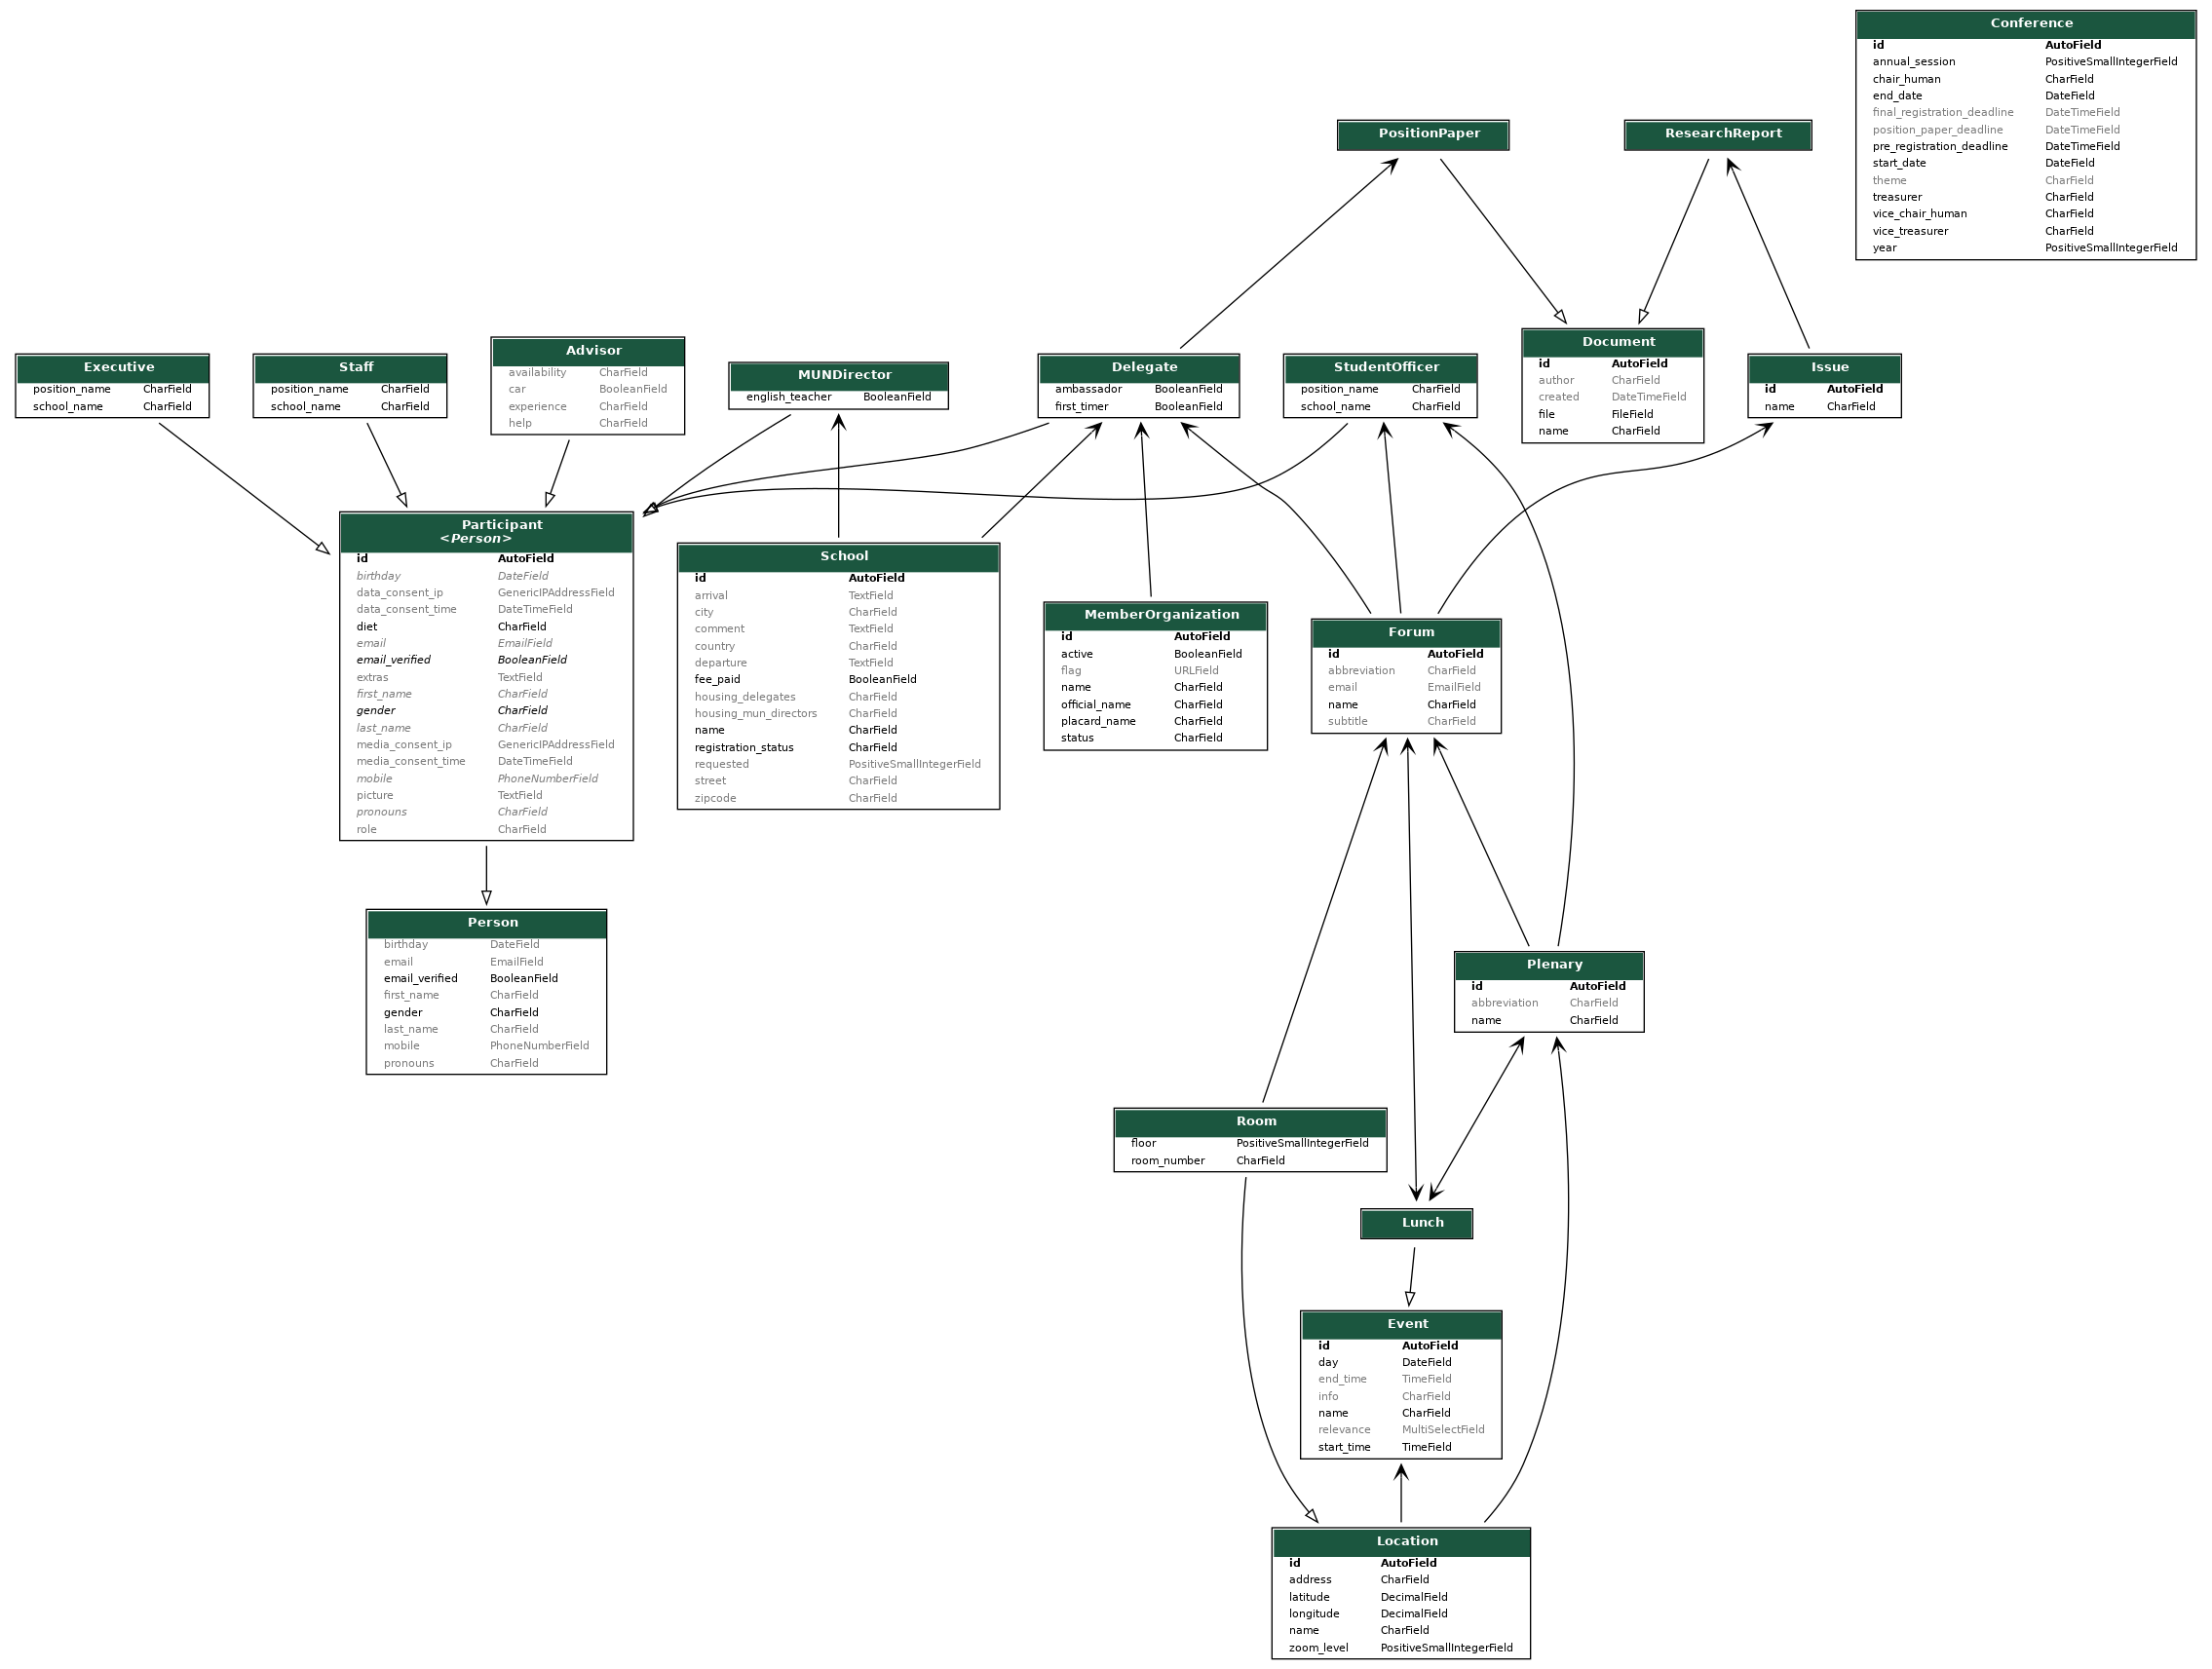 Conference
id AutoField
annual_session PositiveSmallIntegerField
chair_human CharField
end_date DateField
final_registration_deadline DateTimeField
position_paper_deadline DateTimeField
pre_registration_deadline DateTimeField
start_date DateField
theme CharField
treasurer CharField
vice_chair_human CharField
vice_treasurer CharField
year PositiveSmallIntegerField
PositionPaper
ResearchReport
Executive
position_name CharField
school_name CharField
Staff
position_name CharField
school_name CharField
Advisor
availability CharField
car BooleanField
experience CharField
help CharField
MUNDirector
english_teacher BooleanField
Delegate
ambassador BooleanField
first_timer BooleanField
StudentOfficer
position_name CharField
school_name CharField
Document
id AutoField
author CharField
created DateTimeField
file FileField
name CharField
Issue
id AutoField
name CharField
Participant
<Person>
id AutoField
birthday DateField
data_consent_ip GenericIPAddressField
data_consent_time DateTimeField
diet CharField
email EmailField
email_verified BooleanField
extras TextField
first_name CharField
gender CharField
last_name CharField
media_consent_ip GenericIPAddressField
media_consent_time DateTimeField
mobile PhoneNumberField
picture TextField
pronouns CharField
role CharField
School
id AutoField
arrival TextField
city CharField
comment TextField
country CharField
departure TextField
fee_paid BooleanField
housing_delegates CharField
housing_mun_directors CharField
name CharField
registration_status CharField
requested PositiveSmallIntegerField
street CharField
zipcode CharField
MemberOrganization
id AutoField
active BooleanField
flag URLField
name CharField
official_name CharField
placard_name CharField
status CharField
Forum
id AutoField
abbreviation CharField
email EmailField
name CharField
subtitle CharField
Person
birthday DateField
email EmailField
email_verified BooleanField
first_name CharField
gender CharField
last_name CharField
mobile PhoneNumberField
pronouns CharField
Plenary
id AutoField
abbreviation CharField
name CharField
Room
floor PositiveSmallIntegerField
room_number CharField
Lunch
Event
id AutoField
day DateField
end_time TimeField
info CharField
name CharField
relevance MultiSelectField
start_time TimeField
Location
id AutoField
address CharField
latitude DecimalField
longitude DecimalField
name CharField
zoom_level PositiveSmallIntegerField